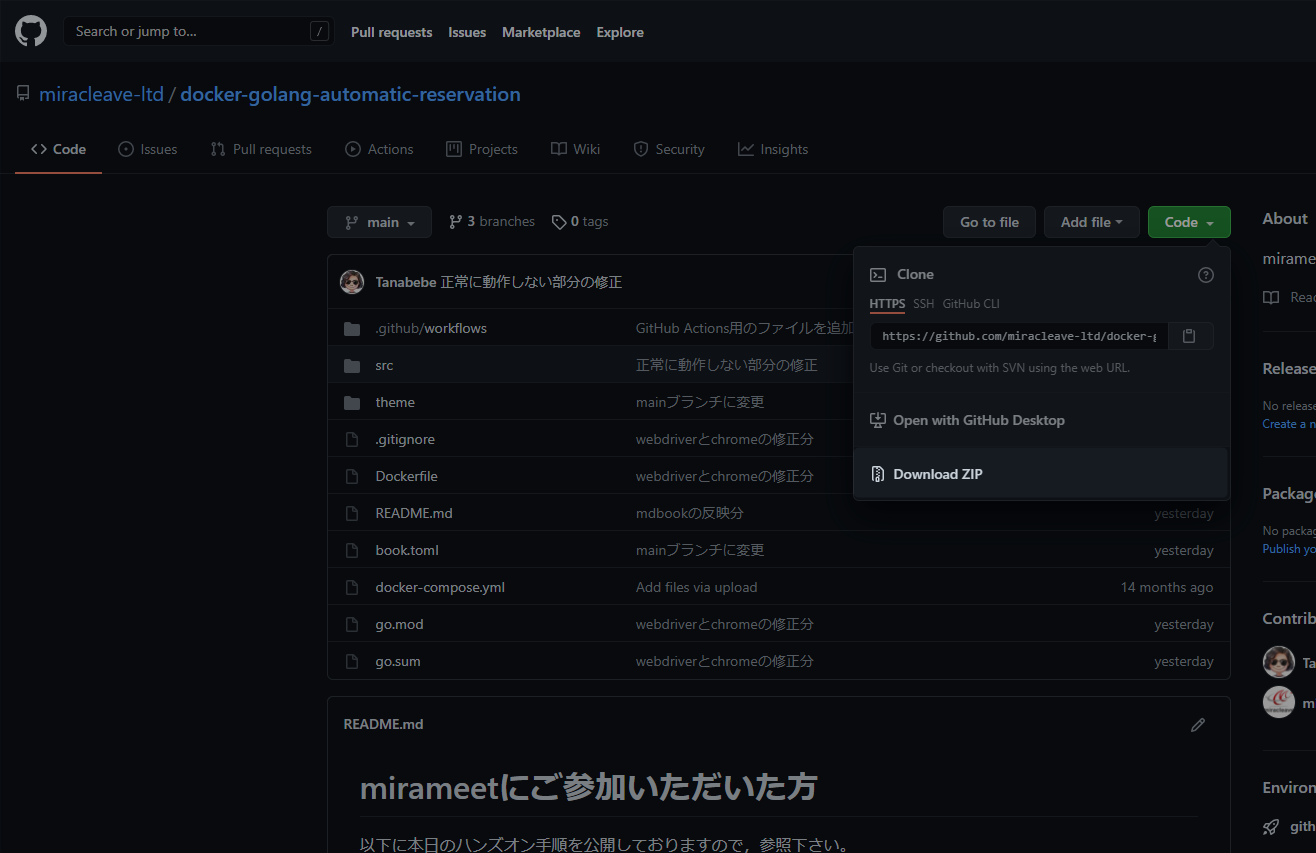 Search or jump to... /
Pull requests Issues Marketplace Explore
miracleave-ltd / docker-golang-automatic-reservation
Code Issues Pull requests Actions Projects Wiki Security Insights
main 3 branches 0 tags Go to file Add file Code About
Tanabebe 正常に動作しない部分の修正
.github/workflows GitHub Actions用のファイルを追加
src 正常に動作しない部分の修正
theme mainブランチに変更
.gitignore webdriverとchromeの修正分
Dockerfile webdriverとchromeの修正分
README.md mdbookの反映分 yesterday
book.toml mainブランチに変更 yesterday
docker-compose.yml Add files via upload 14 months ago
go.mod webdriverとchromeの修正分 yesterday
go.sum webdriverとchromeの修正分 yesterday
Clone
HTTPS SSH GitHub CLI
https://github.com/miracleave-ltd/docker-g
Use Git or checkout with SVN using the web URL.
Open with GitHub Desktop
Download ZIP
README.md
mirameetにご参加いただいた方
以下に本日のハンズオン手順を公開しておりますので，参照下さい。
mirame
Read
Release
No release
Create a n
Package
No packag
Publish yo
Contrib
Ta
m
Environ
gith